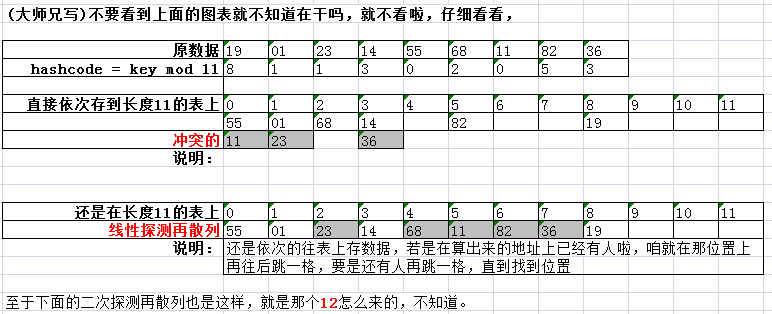 (大师兄写)不要看到上面的图表就不知道在干吗，就不看啦，仔细看看，
原数据 19 01 23 14 55 68 11 82 36
hashcode = key mod 11 8 1 1 3 0 2 0 5 3
直接依次存到长度11的表上 0 1 2 3 4 5 6 7 8 9 10 11
55 01 68 14 82 19
冲突的 11 23 36
说明：
还是在长度11的表上 0 1 2 3 4 5 6 7 8 9 10 11
线性探测再散列 55 01 23 14 68 11 82 36 19
说明： 还是依次的往表上存数据，若是在算出来的地址上已经有人啦，咱就在那位置上
再往后跳一格，要是还有人再跳一格，直到找到位置
至于下面的二次探测再散列也是这样，就是那个12怎么来的，不知道。